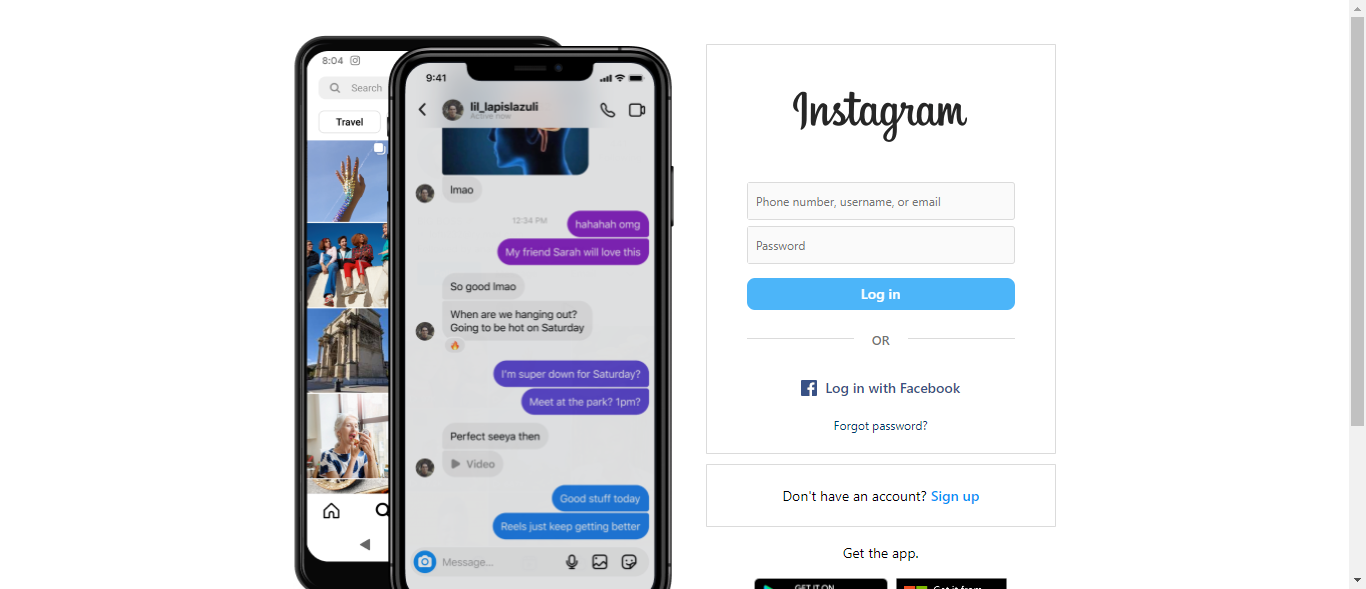 8:04
Search
Travel
9:41
lil_lapislazuli
Active now
lmao
12:34 PM
hahahah omg
My friend Sarah will love this
So good lmao
When are we hanging out?
Going to be hot on Saturday
I'm super down for Saturday?
Meet at the park? 1pm?
Perfect seeya then
Video
Good stuff today
Reels just keep getting better
Message...
Instagram
Phone number, username, or email
Password
Log in
OR
Log in with Facebook
Forgot password?
Don't have an account? Sign up
Get the app.
GET IT ON
Get it from